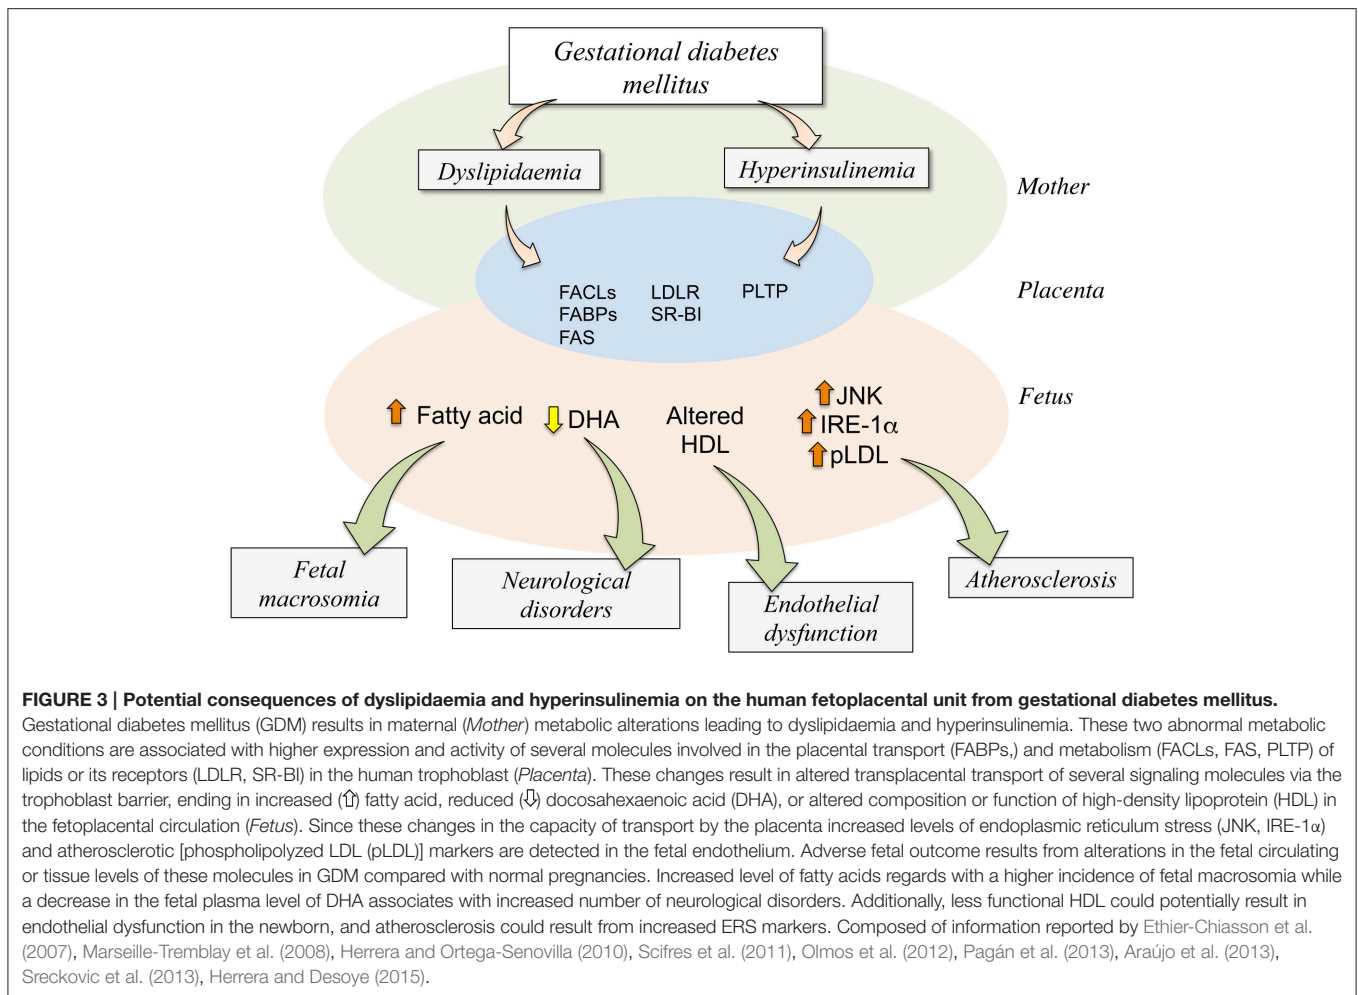 Gestational diabetes
mellitus
Dyslipidaemia
Hyperinsulinemia
Mother
Placenta
FACLs LDLR PLTP
FABPs SR-BI
FAS
Fetus
Fatty acid
DHA
Altered
HDL
JNK
IRE-1α
pLDL
Fetal
macrosomia
Neurological
disorders
Endothelial
dysfunction
Atherosclerosis
FIGURE 3 | Potential consequences of dyslipidaemia and hyperinsulinemia on the human fetoplacental unit from gestational diabetes mellitus.
Gestational diabetes mellitus (GDM) results in maternal (Mother) metabolic alterations leading to dyslipidaemia and hyperinsulinemia. These two abnormal metabolic
conditions are associated with higher expression and activity of several molecules involved in the placental transport (FABPs,) and metabolism (FACLs, FAS, PLTP) of
lipids or its receptors (LDLR, SR-BI) in the human trophoblast (Placenta). These changes result in altered transplacental transport of several signaling molecules via the
trophoblast barrier, ending in increased (⇧) fatty acid, reduced (⇩) docosahexaenoic acid (DHA), or altered composition or function of high-density lipoprotein (HDL) in
the fetoplacental circulation (Fetus). Since these changes in the capacity of transport by the placenta increased levels of endoplasmic reticulum stress (JNK, IRE-1α)
and atherosclerotic [phospholipolyzed LDL (pLDL)] markers are detected in the fetal endothelium. Adverse fetal outcome results from alterations in the fetal circulating
or tissue levels of these molecules in GDM compared with normal pregnancies. Increased level of fatty acids regards with a higher incidence of fetal macrosomia while
a decrease in the fetal plasma level of DHA associates with increased number of neurological disorders. Additionally, less functional HDL could potentially result in
endothelial dysfunction in the newborn, and atherosclerosis could result from increased ERS markers. Composed of information reported by Ethier-Chiasson et al.
(2007), Marseille-Tremblay et al. (2008), Herrera and Ortega-Senovilla (2010), Scifres et al. (2011), Olmos et al. (2012), Pagán et al. (2013), Araújo et al. (2013),
Sreckovic et al. (2013), Herrera and Desoye (2015).